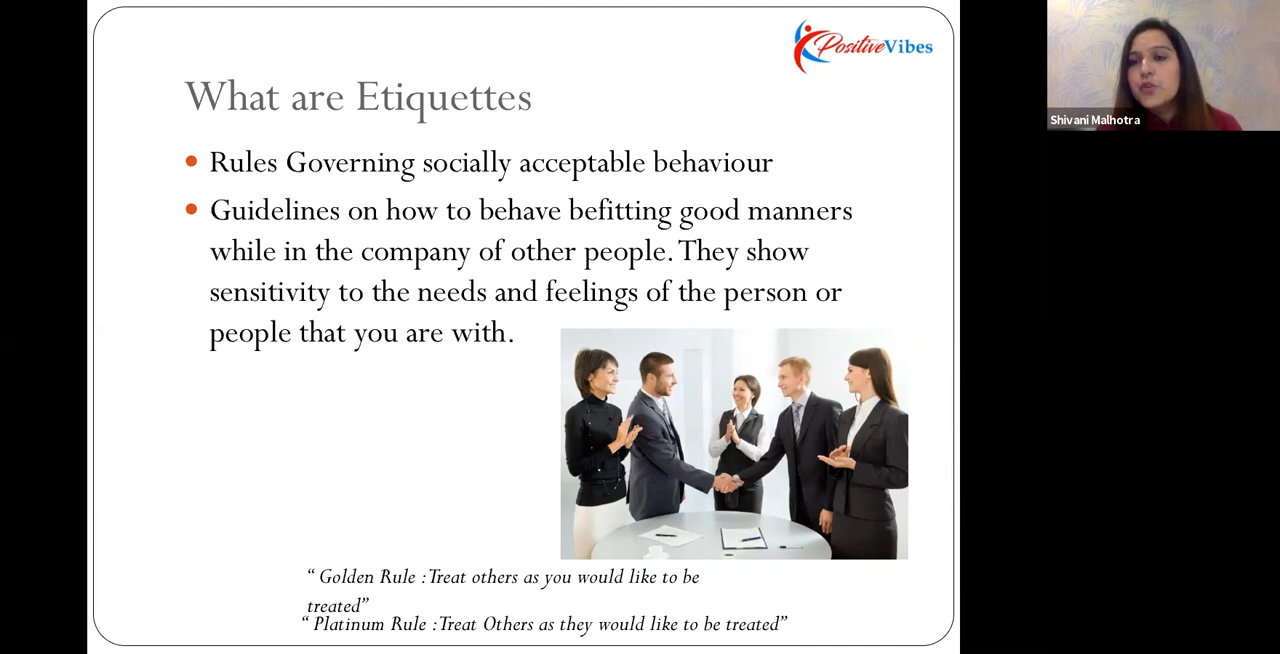 PositiveVibes
What are Etiquettes
Rules Governing socially acceptable behaviour
Guidelines on how to behave befitting good manners
while in the company of other people. They show
sensitivity to the needs and feelings of the person or
people that you are with.
“ Golden Rule : Treat others as you would like to be
treated”
“ Platinum Rule : Treat Others as they would like to be treated”
Shivani Malhotra